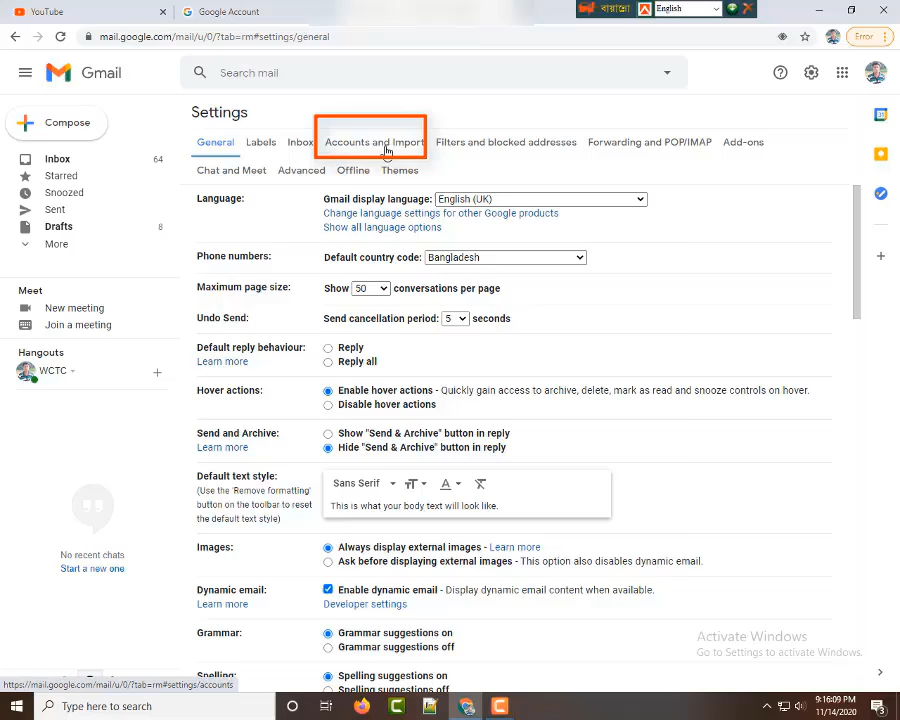 YouTube
Google Account
বায়ান্নো
English
mail.google.com/mail/u/0/?tab=rm#settings/general
Error
Gmail
Search mail
Compose
Inbox 64
Starred
Snoozed
Sent
Drafts 8
More
Meet
New meeting
Join a meeting
Hangouts
WCTC
No recent chats
Start a new one
Settings
General Labels Inbox Accounts and Import Filters and blocked addresses Forwarding and POP/IMAP Add-ons
Chat and Meet Advanced Offline Themes
Language: Gmail display language: English (UK)
Change language settings for other Google products
Show all language options
Phone numbers: Default country code: Bangladesh
Maximum page size: Show 50 conversations per page
Undo Send: Send cancellation period: 5 seconds
Default reply behaviour: Reply
Learn more Reply all
Hover actions: Enable hover actions - Quickly gain access to archive, delete, mark as read and snooze controls on hover.
Disable hover actions
Send and Archive: Show "Send & Archive" button in reply
Learn more Hide "Send & Archive" button in reply
Default text style: Sans Serif
(Use the 'Remove formatting'
button on the toolbar to reset
the default text style)
This is what your body text will look like.
Images: Always display external images - Learn more
Ask before displaying external images - This option also disables dynamic email.
Dynamic email: Enable dynamic email - Display dynamic email content when available.
Learn more Developer settings
Grammar: Grammar suggestions on
Grammar suggestions off
Spelling: Spelling suggestions on
Spelling suggestions off
Activate Windows
Go to Settings to activate Windows.
https://mail.google.com/mail/u/0/?tab=rm#settings/accounts
Type here to search
9:16:09 PM
11/14/2020
3